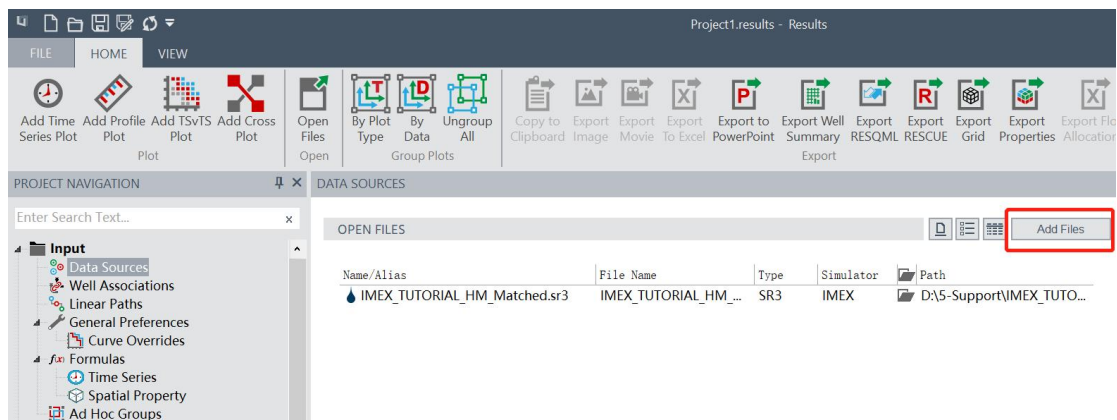 Project1.results - Results
FILE HOME VIEW
Add Time Series Plot
Add Profile Plot
Add TSvTS Plot
Add Cross Plot
Plot
Open Files
Open
By Plot Type
By Data
Ungroup All
Group Plots
Copy to Clipboard
Export Image
Export Movie
Export To Excel
Export to PowerPoint
Export Well Summary
Export RESQML
Export RESCUE
Export Grid
Export Properties
Export Flo
Allocation
Export
PROJECT NAVIGATION
Enter Search Text...
Input
Data Sources
Well Associations
Linear Paths
General Preferences
Curve Overrides
f(x) Formulas
Time Series
Spatial Property
Ad Hoc Groups
DATA SOURCES
OPEN FILES
Add Files
Name/Alias File Name Type Simulator Path
IMEX_TUTORIAL_HM_Matched.sr3 IMEX_TUTORIAL_HM_... SR3 IMEX D:\5-Support\IMEX_TUTO...